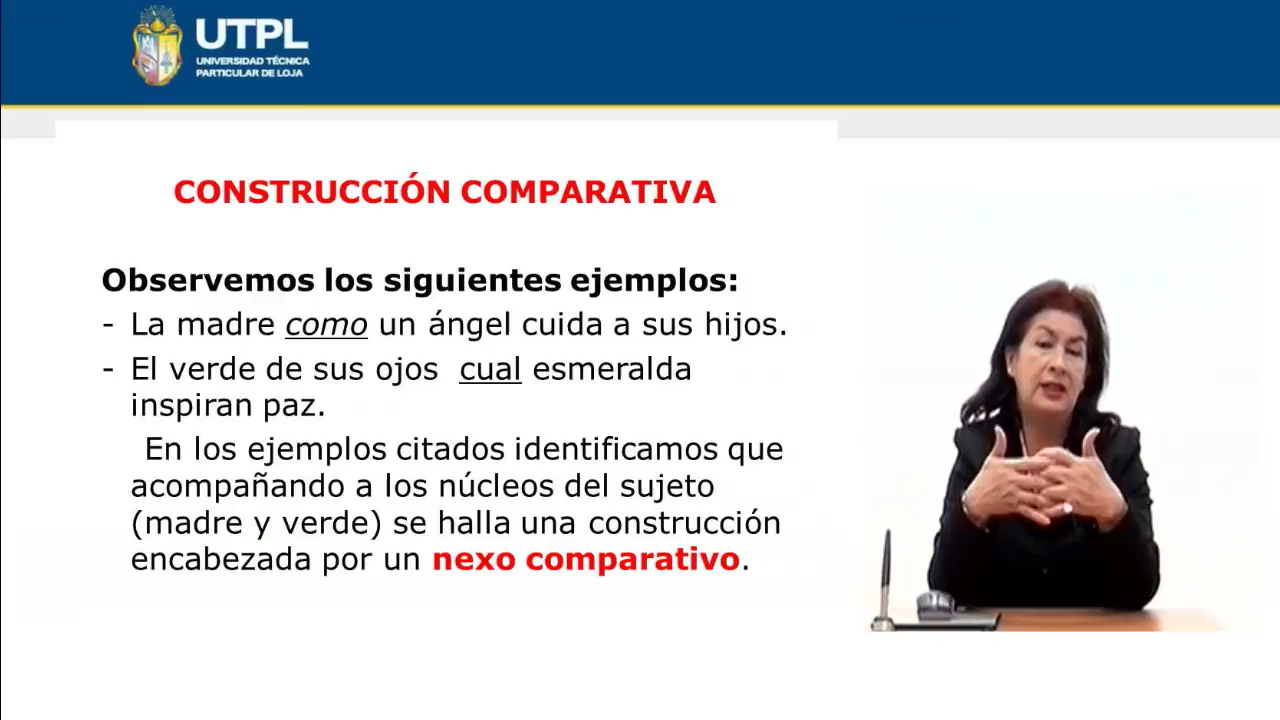 UTPL
UNIVERSIDAD TÉCNICA
PARTICULAR DE LOJA
CONSTRUCCIÓN COMPARATIVA
Observemos los siguientes ejemplos:
- La madre como un ángel cuida a sus hijos.
- El verde de sus ojos cual esmeralda
inspiran paz.
En los ejemplos citados identificamos que
acompañando a los núcleos del sujeto
(madre y verde) se halla una construcción
encabezada por un nexo comparativo.